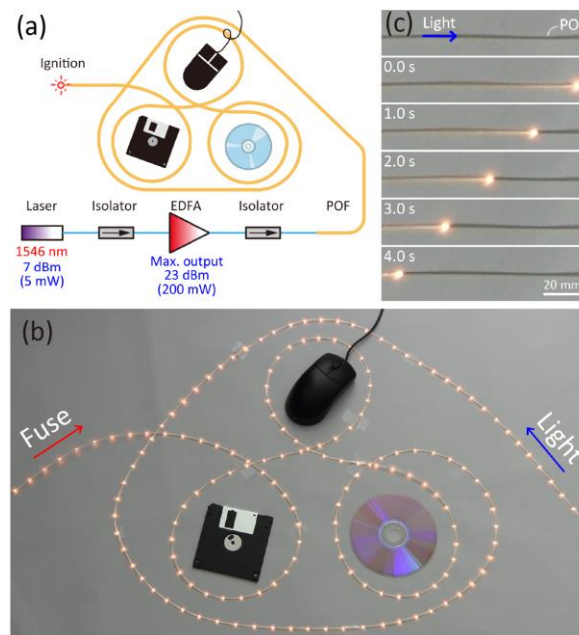 (a)
Ignition
Laser
Isolator
EDFA
Isolator
POF
1546 nm
7 dBm
(5 mW)
Max. output
23 dBm
(200 mW)
(c)
Light
0.0 s
1.0 s
2.0 s
3.0 s
4.0 s
20 mm
(b)
Fuse
Light